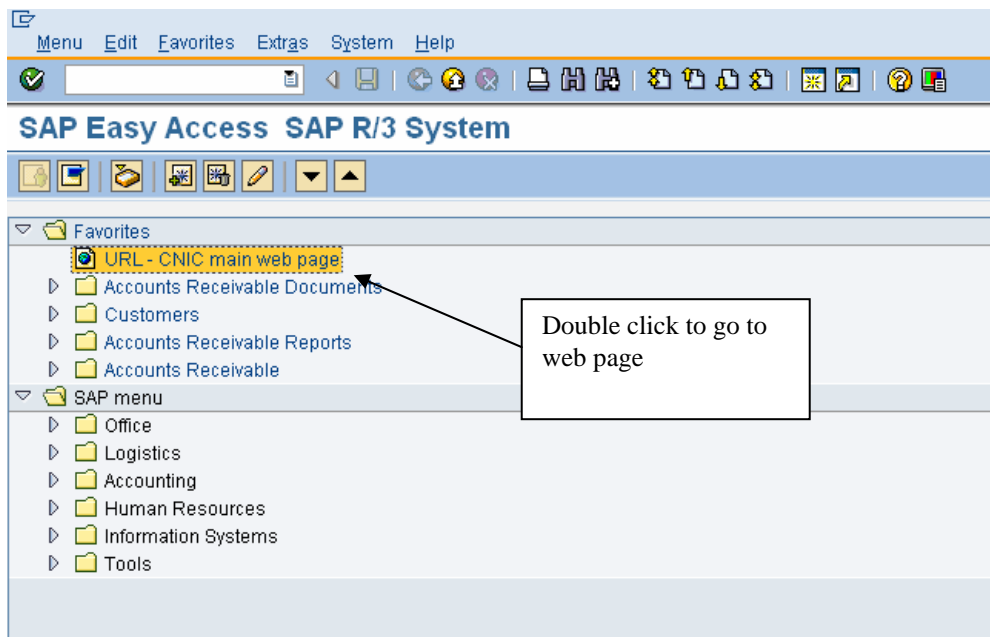 Menu Edit Favorites Extras System Help
SAP Easy Access SAP R/3 System
Favorites
URL - CNIC main web page
Accounts Receivable Documents
Customers
Accounts Receivable Reports
Accounts Receivable
Double click to go to
web page
SAP menu
Office
Logistics
Accounting
Human Resources
Information Systems
Tools